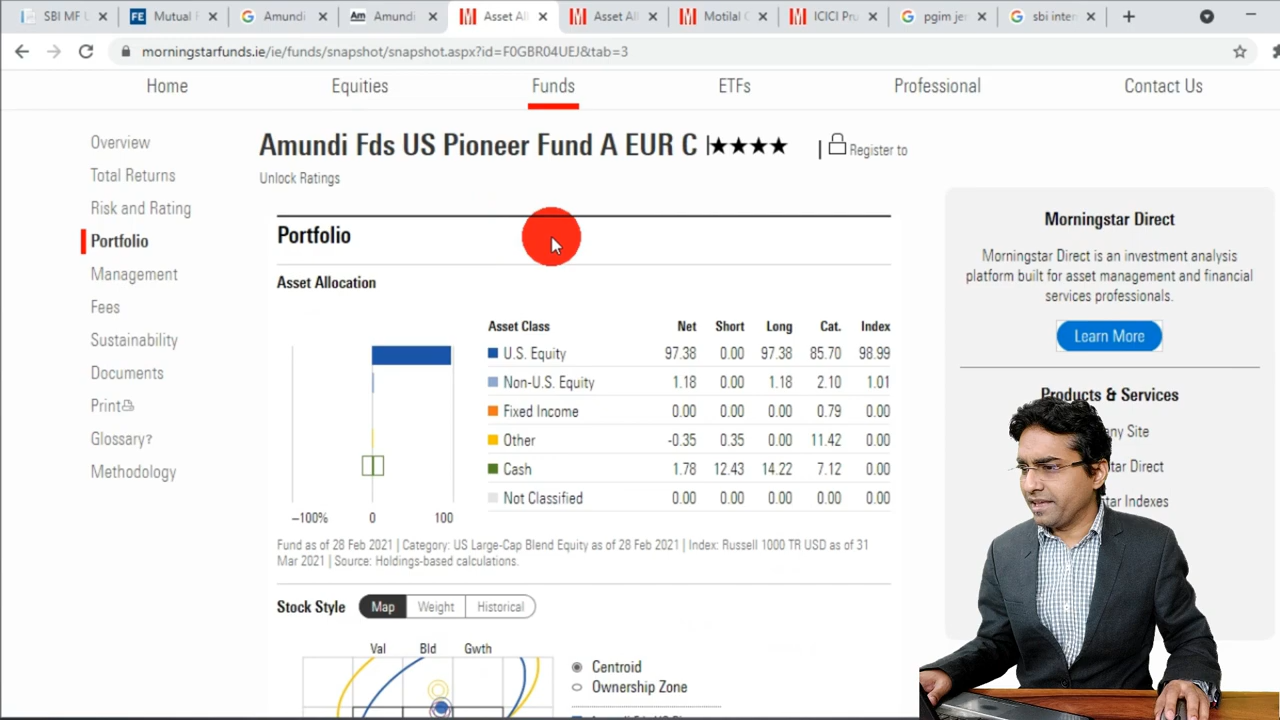 SBI MF L
Mutual F
Amundi
Amundi
Asset All
Asset All
Motilal O
ICICI Pru
pgim jen
sbi inter
morningstarfunds.ie/ie/funds/snapshot/snapshot.aspx?id=F0GBR04UEJ&tab=3
Home Equities Funds ETFs Professional Contact Us
Overview
Total Returns
Risk and Rating
Portfolio
Management
Fees
Sustainability
Documents
Print
Glossary?
Methodology
Amundi Fds US Pioneer Fund A EUR C |★★★★ | Register to
Unlock Ratings
Portfolio
Asset Allocation
Asset Class Net Short Long Cat. Index
U.S. Equity 97.38 0.00 97.38 85.70 98.99
Non-U.S. Equity 1.18 0.00 1.18 2.10 1.01
Fixed Income 0.00 0.00 0.00 0.79 0.00
Other -0.35 0.35 0.00 11.42 0.00
Cash 1.78 12.43 14.22 7.12 0.00
Not Classified 0.00 0.00 0.00 0.00 0.00
–100% 0 100
Fund as of 28 Feb 2021 | Category: US Large-Cap Blend Equity as of 28 Feb 2021 | Index: Russell 1000 TR USD as of 31
Mar 2021 | Source: Holdings-based calculations.
Stock Style Map Weight Historical
Val Bld Gwth
Centroid
Ownership Zone
Morningstar Direct
Morningstar Direct is an investment analysis
platform built for asset management and financial
services professionals.
Learn More
Products & Services
ny Site
tar Direct
tar Indexes